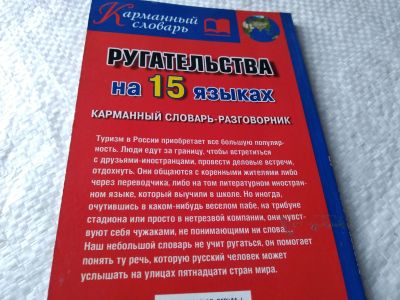 Карманный
словарь
РУГАТЕЛЬСТВА
на 15 языках
КАРМАННЫЙ СЛОВАРЬ-РАЗГОВОРНИК
Туризм в России приобретает все большую популяр-
ность. Люди едут за границу, чтобы встретиться
с друзьями-иностранцами, провести деловые встречи,
отдохнуть. Они общаются с коренными жителями либо
через переводчика, либо на том литературном иностран-
ном языке, который выучили в школе. Но иногда,
очутившись в каком-нибудь веселом пабе, на трибуне
стадиона или просто в нетрезвой компании, они чувст-
вуют себя чужаками, не понимающими ни слова...
Наш небольшой словарь не учит ругаться, он помогает
понять ту речь, которую русский человек может
услышать на улицах пятнадцати стран мира.